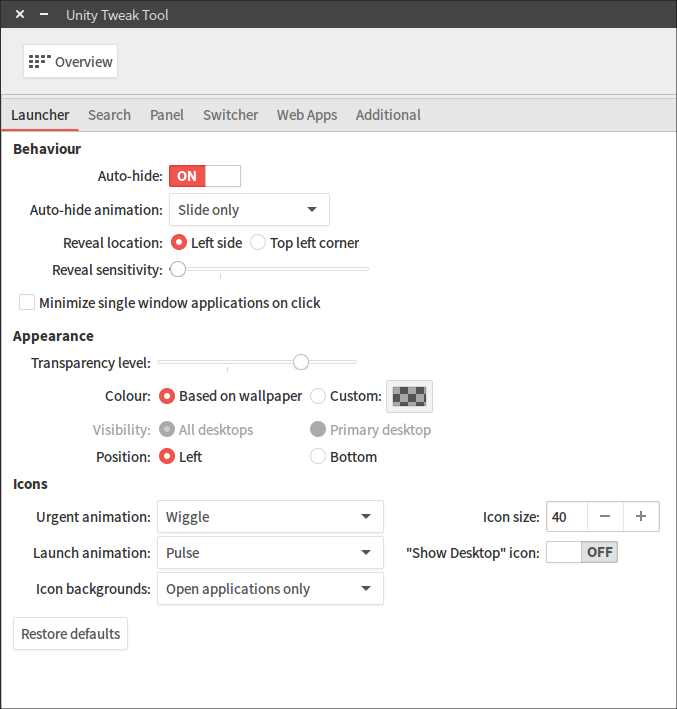 Unity Tweak Tool
Overview
Launcher Search Panel Switcher Web Apps Additional
Behaviour
Auto-hide: ON
Auto-hide animation: Slide only
Reveal location: Left side Top left corner
Reveal sensitivity:
Minimize single window applications on click
Appearance
Transparency level:
Colour: Based on wallpaper Custom:
Visibility: All desktops Primary desktop
Position: Left Bottom
Icons
Urgent animation: Wiggle Icon size: 40 − +
Launch animation: Pulse "Show Desktop" icon: OFF
Icon backgrounds: Open applications only
Restore defaults